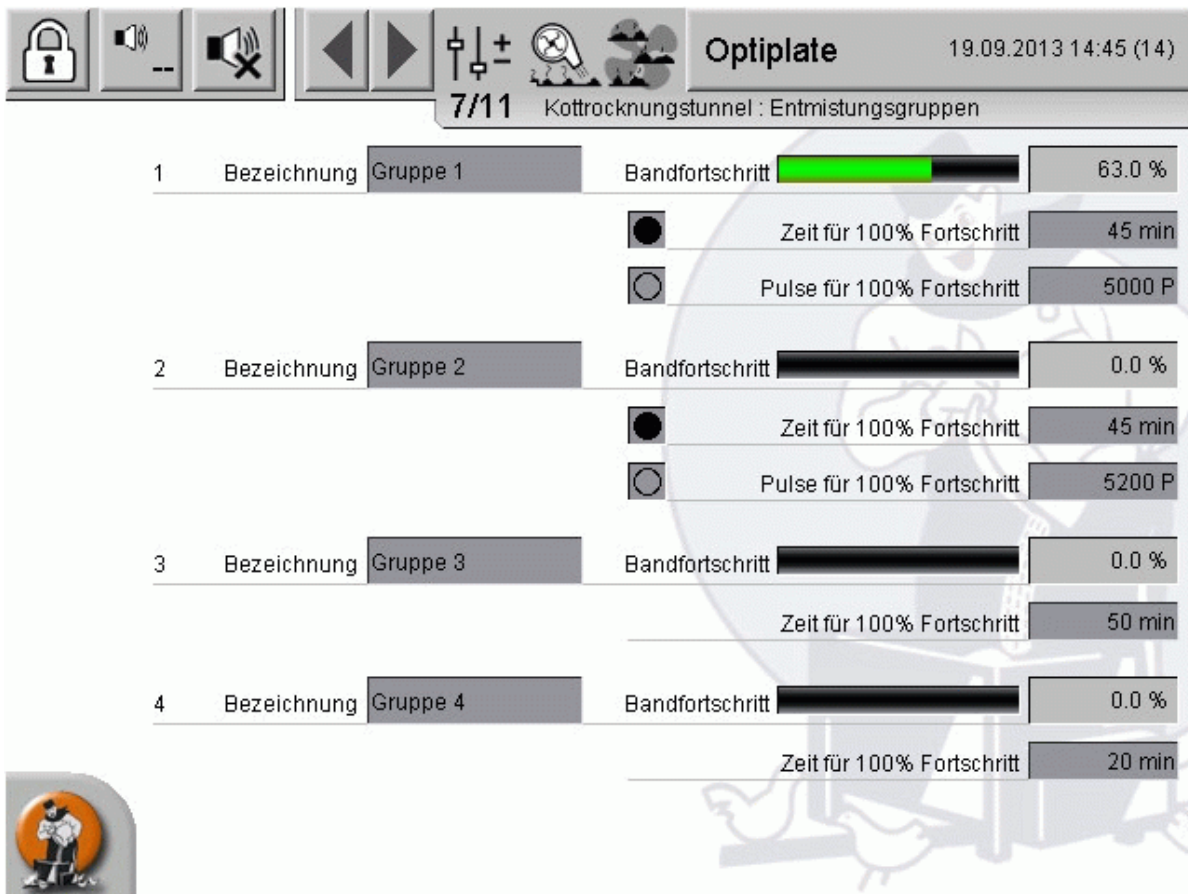 --
Optiplate 19.09.2013 14:45 (14)
7/11 Kottrocknungstunnel : Entmistungsgruppen
1 Bezeichnung Gruppe 1 Bandfortschritt 63.0 %
Zeit für 100% Fortschritt 45 min
Pulse für 100% Fortschritt 5000 P
2 Bezeichnung Gruppe 2 Bandfortschritt 0.0 %
Zeit für 100% Fortschritt 45 min
Pulse für 100% Fortschritt 5200 P
3 Bezeichnung Gruppe 3 Bandfortschritt 0.0 %
Zeit für 100% Fortschritt 50 min
4 Bezeichnung Gruppe 4 Bandfortschritt 0.0 %
Zeit für 100% Fortschritt 20 min